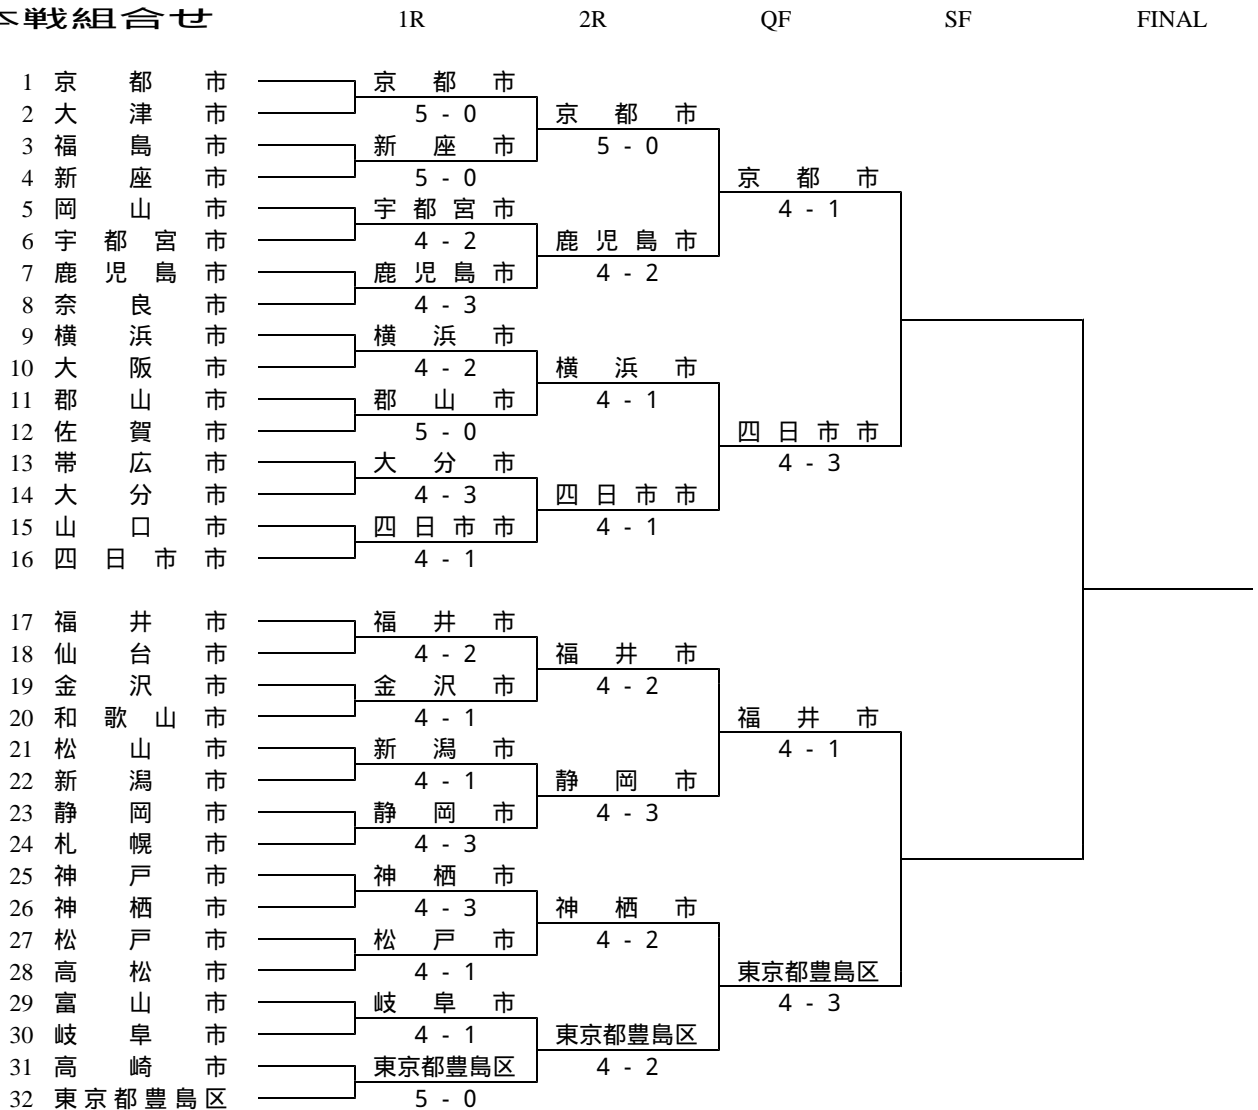 本戦組合せ 1R 2R QF SF FINAL
1 京都市 京都市
2 大津市 5 - 0 京都市
3 福島市 新座市 5 - 0
4 新座市 5 - 0 京都市
5 岡山市 宇都宮市 4 - 1
6 宇都宮市 4 - 2 鹿児島市
7 鹿児島市 鹿児島市 4 - 2
8 奈良市 4 - 3
9 横浜市 横浜市
10 大阪市 4 - 2 横浜市
11 郡山市 郡山市 4 - 1
12 佐賀市 5 - 0 四日市市
13 帯広市 大分市 4 - 3
14 大分市 4 - 3 四日市市
15 山口市 四日市市 4 - 1
16 四日市市 4 - 1
17 福井市 福井市
18 仙台市 4 - 2 福井市
19 金沢市 金沢市 4 - 2
20 和歌山市 4 - 1 福井市
21 松山市 新潟市 4 - 1
22 新潟市 4 - 1 静岡市
23 静岡市 静岡市 4 - 3
24 札幌市 4 - 3
25 神戸市 神栖市
26 神栖市 4 - 3 神栖市
27 松戸市 松戸市 4 - 2
28 高松市 4 - 1 東京都豊島区
29 富山市 岐阜市 4 - 3
30 岐阜市 4 - 1 東京都豊島区
31 高崎市 東京都豊島区 4 - 2
32 東京都豊島区 5 - 0